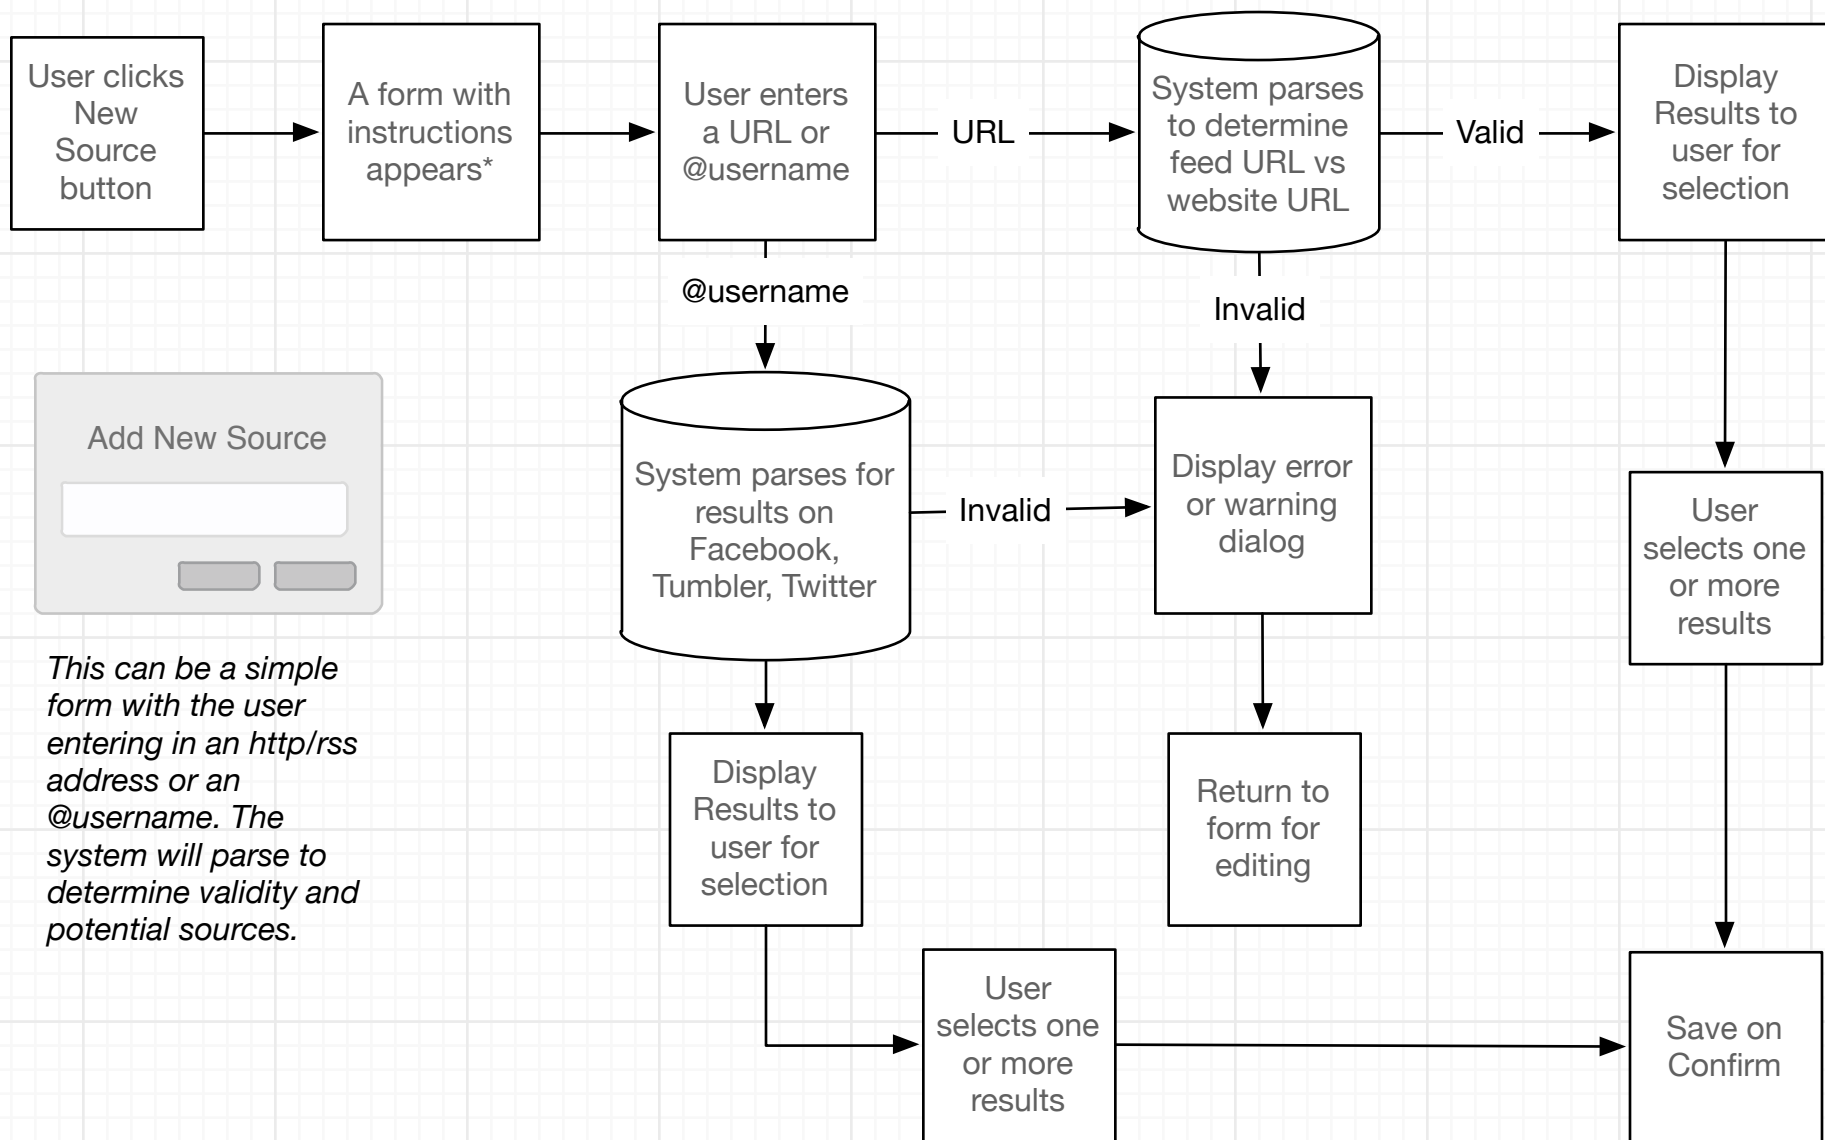 User clicks
New
Source
button
A form with
instructions
appears*
User enters
a URL or
@username
URL
System parses
to determine
feed URL vs
website URL
Valid
Display
Results to
user for
selection
@username
Invalid
Add New Source
System parses for
results on
Facebook,
Tumbler, Twitter
Invalid
Display error
or warning
dialog
User
selects one
or more
results
This can be a simple
form with the user
entering in an http/rss
address or an
@username. The
system will parse to
determine validity and
potential sources.
Display
Results to
user for
selection
Return to
form for
editing
User
selects one
or more
results
Save on
Confirm